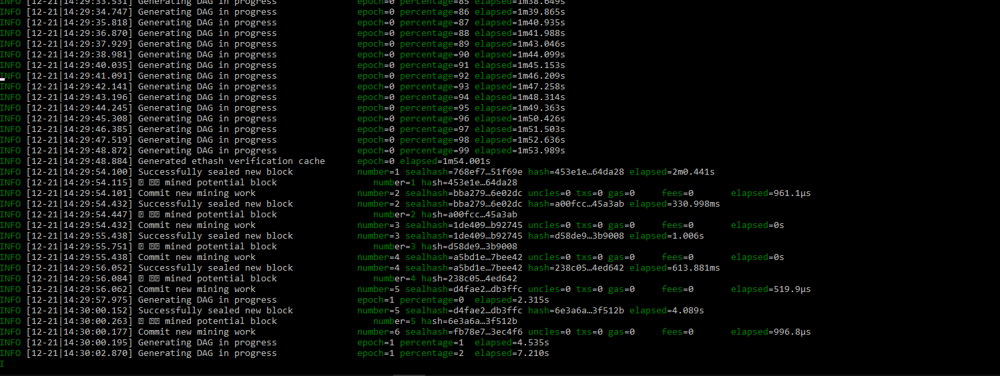 INFO [12-21|14:29:33.531] Generating DAG in progress epoch=0 percentage=85 elapsed=1m38.649s
INFO [12-21|14:29:34.747] Generating DAG in progress epoch=0 percentage=86 elapsed=1m39.865s
INFO [12-21|14:29:35.818] Generating DAG in progress epoch=0 percentage=87 elapsed=1m40.935s
INFO [12-21|14:29:36.870] Generating DAG in progress epoch=0 percentage=88 elapsed=1m41.988s
INFO [12-21|14:29:37.929] Generating DAG in progress epoch=0 percentage=89 elapsed=1m43.046s
INFO [12-21|14:29:38.981] Generating DAG in progress epoch=0 percentage=90 elapsed=1m44.099s
INFO [12-21|14:29:40.035] Generating DAG in progress epoch=0 percentage=91 elapsed=1m45.153s
INFO [12-21|14:29:41.091] Generating DAG in progress epoch=0 percentage=92 elapsed=1m46.209s
INFO [12-21|14:29:42.141] Generating DAG in progress epoch=0 percentage=93 elapsed=1m47.258s
INFO [12-21|14:29:43.196] Generating DAG in progress epoch=0 percentage=94 elapsed=1m48.314s
INFO [12-21|14:29:44.245] Generating DAG in progress epoch=0 percentage=95 elapsed=1m49.363s
INFO [12-21|14:29:45.308] Generating DAG in progress epoch=0 percentage=96 elapsed=1m50.426s
INFO [12-21|14:29:46.385] Generating DAG in progress epoch=0 percentage=97 elapsed=1m51.503s
INFO [12-21|14:29:47.519] Generating DAG in progress epoch=0 percentage=98 elapsed=1m52.636s
INFO [12-21|14:29:48.872] Generating DAG in progress epoch=0 percentage=99 elapsed=1m53.989s
INFO [12-21|14:29:48.884] Generated ethash verification cache epoch=0 elapsed=1m54.001s
INFO [12-21|14:29:54.100] Successfully sealed new block number=1 sealhash=768ef7…51f69e hash=453e1e…64da28 elapsed=2m0.441s
INFO [12-21|14:29:54.115] mined potential block number=1 hash=453e1e…64da28
INFO [12-21|14:29:54.101] Commit new mining work number=2 sealhash=bba279…6e02dc uncles=0 txs=0 gas=0 fees=0 elapsed=961.1µs
INFO [12-21|14:29:54.432] Successfully sealed new block number=2 sealhash=bba279…6e02dc hash=a00fcc…45a3ab elapsed=330.998ms
INFO [12-21|14:29:54.447] mined potential block number=2 hash=a00fcc…45a3ab
INFO [12-21|14:29:54.432] Commit new mining work number=3 sealhash=1de409…b92745 uncles=0 txs=0 gas=0 fees=0 elapsed=0s
INFO [12-21|14:29:55.438] Successfully sealed new block number=3 sealhash=1de409…b92745 hash=d58de9…3b9008 elapsed=1.006s
INFO [12-21|14:29:55.751] mined potential block number=3 hash=d58de9…3b9008
INFO [12-21|14:29:55.438] Commit new mining work number=4 sealhash=a5bd1e…7bee42 uncles=0 txs=0 gas=0 fees=0 elapsed=0s
INFO [12-21|14:29:56.052] Successfully sealed new block number=4 sealhash=a5bd1e…7bee42 hash=238c05…4ed642 elapsed=613.881ms
INFO [12-21|14:29:56.084] mined potential block number=4 hash=238c05…4ed642
INFO [12-21|14:29:56.062] Commit new mining work number=5 sealhash=d4fae2…db3ffc uncles=0 txs=0 gas=0 fees=0 elapsed=519.9µs
INFO [12-21|14:29:57.975] Generating DAG in progress epoch=1 percentage=0 elapsed=2.315s
INFO [12-21|14:30:00.152] Successfully sealed new block number=5 sealhash=d4fae2…db3ffc hash=6e3a6a…3f512b elapsed=4.089s
INFO [12-21|14:30:00.263] mined potential block number=5 hash=6e3a6a…3f512b
INFO [12-21|14:30:00.177] Commit new mining work number=6 sealhash=fb78e7…3ec4f6 uncles=0 txs=0 gas=0 fees=0 elapsed=996.8µs
INFO [12-21|14:30:00.195] Generating DAG in progress epoch=1 percentage=1 elapsed=4.535s
INFO [12-21|14:30:02.870] Generating DAG in progress epoch=1 percentage=2 elapsed=7.210s
I